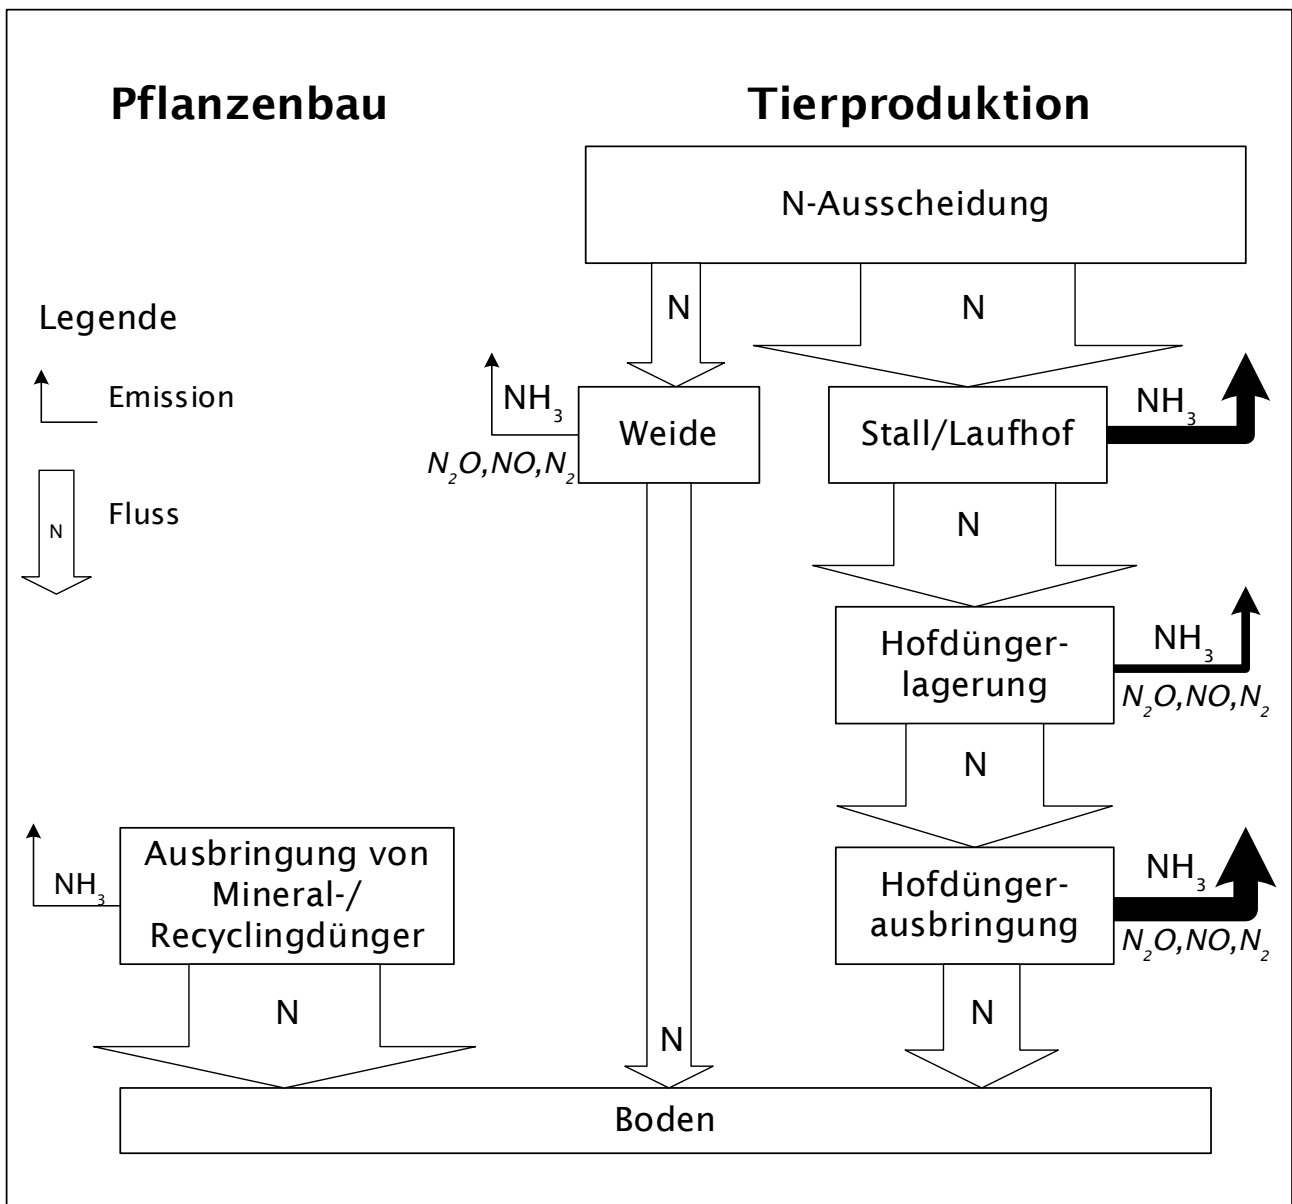 Pflanzenbau
Tierproduktion
N-Ausscheidung
N
N
Legende
Emission
N
Fluss
NH₃
N₂O,NO,N₂
Weide
Stall/Laufhof
NH₃
N
Hofdünger-
lagerung
NH₃
N₂O,NO,N₂
N
Ausbringung von
Mineral-/
Recyclingdünger
NH₃
Hofdünger-
ausbringung
NH₃
N₂O,NO,N₂
N
N
N
Boden